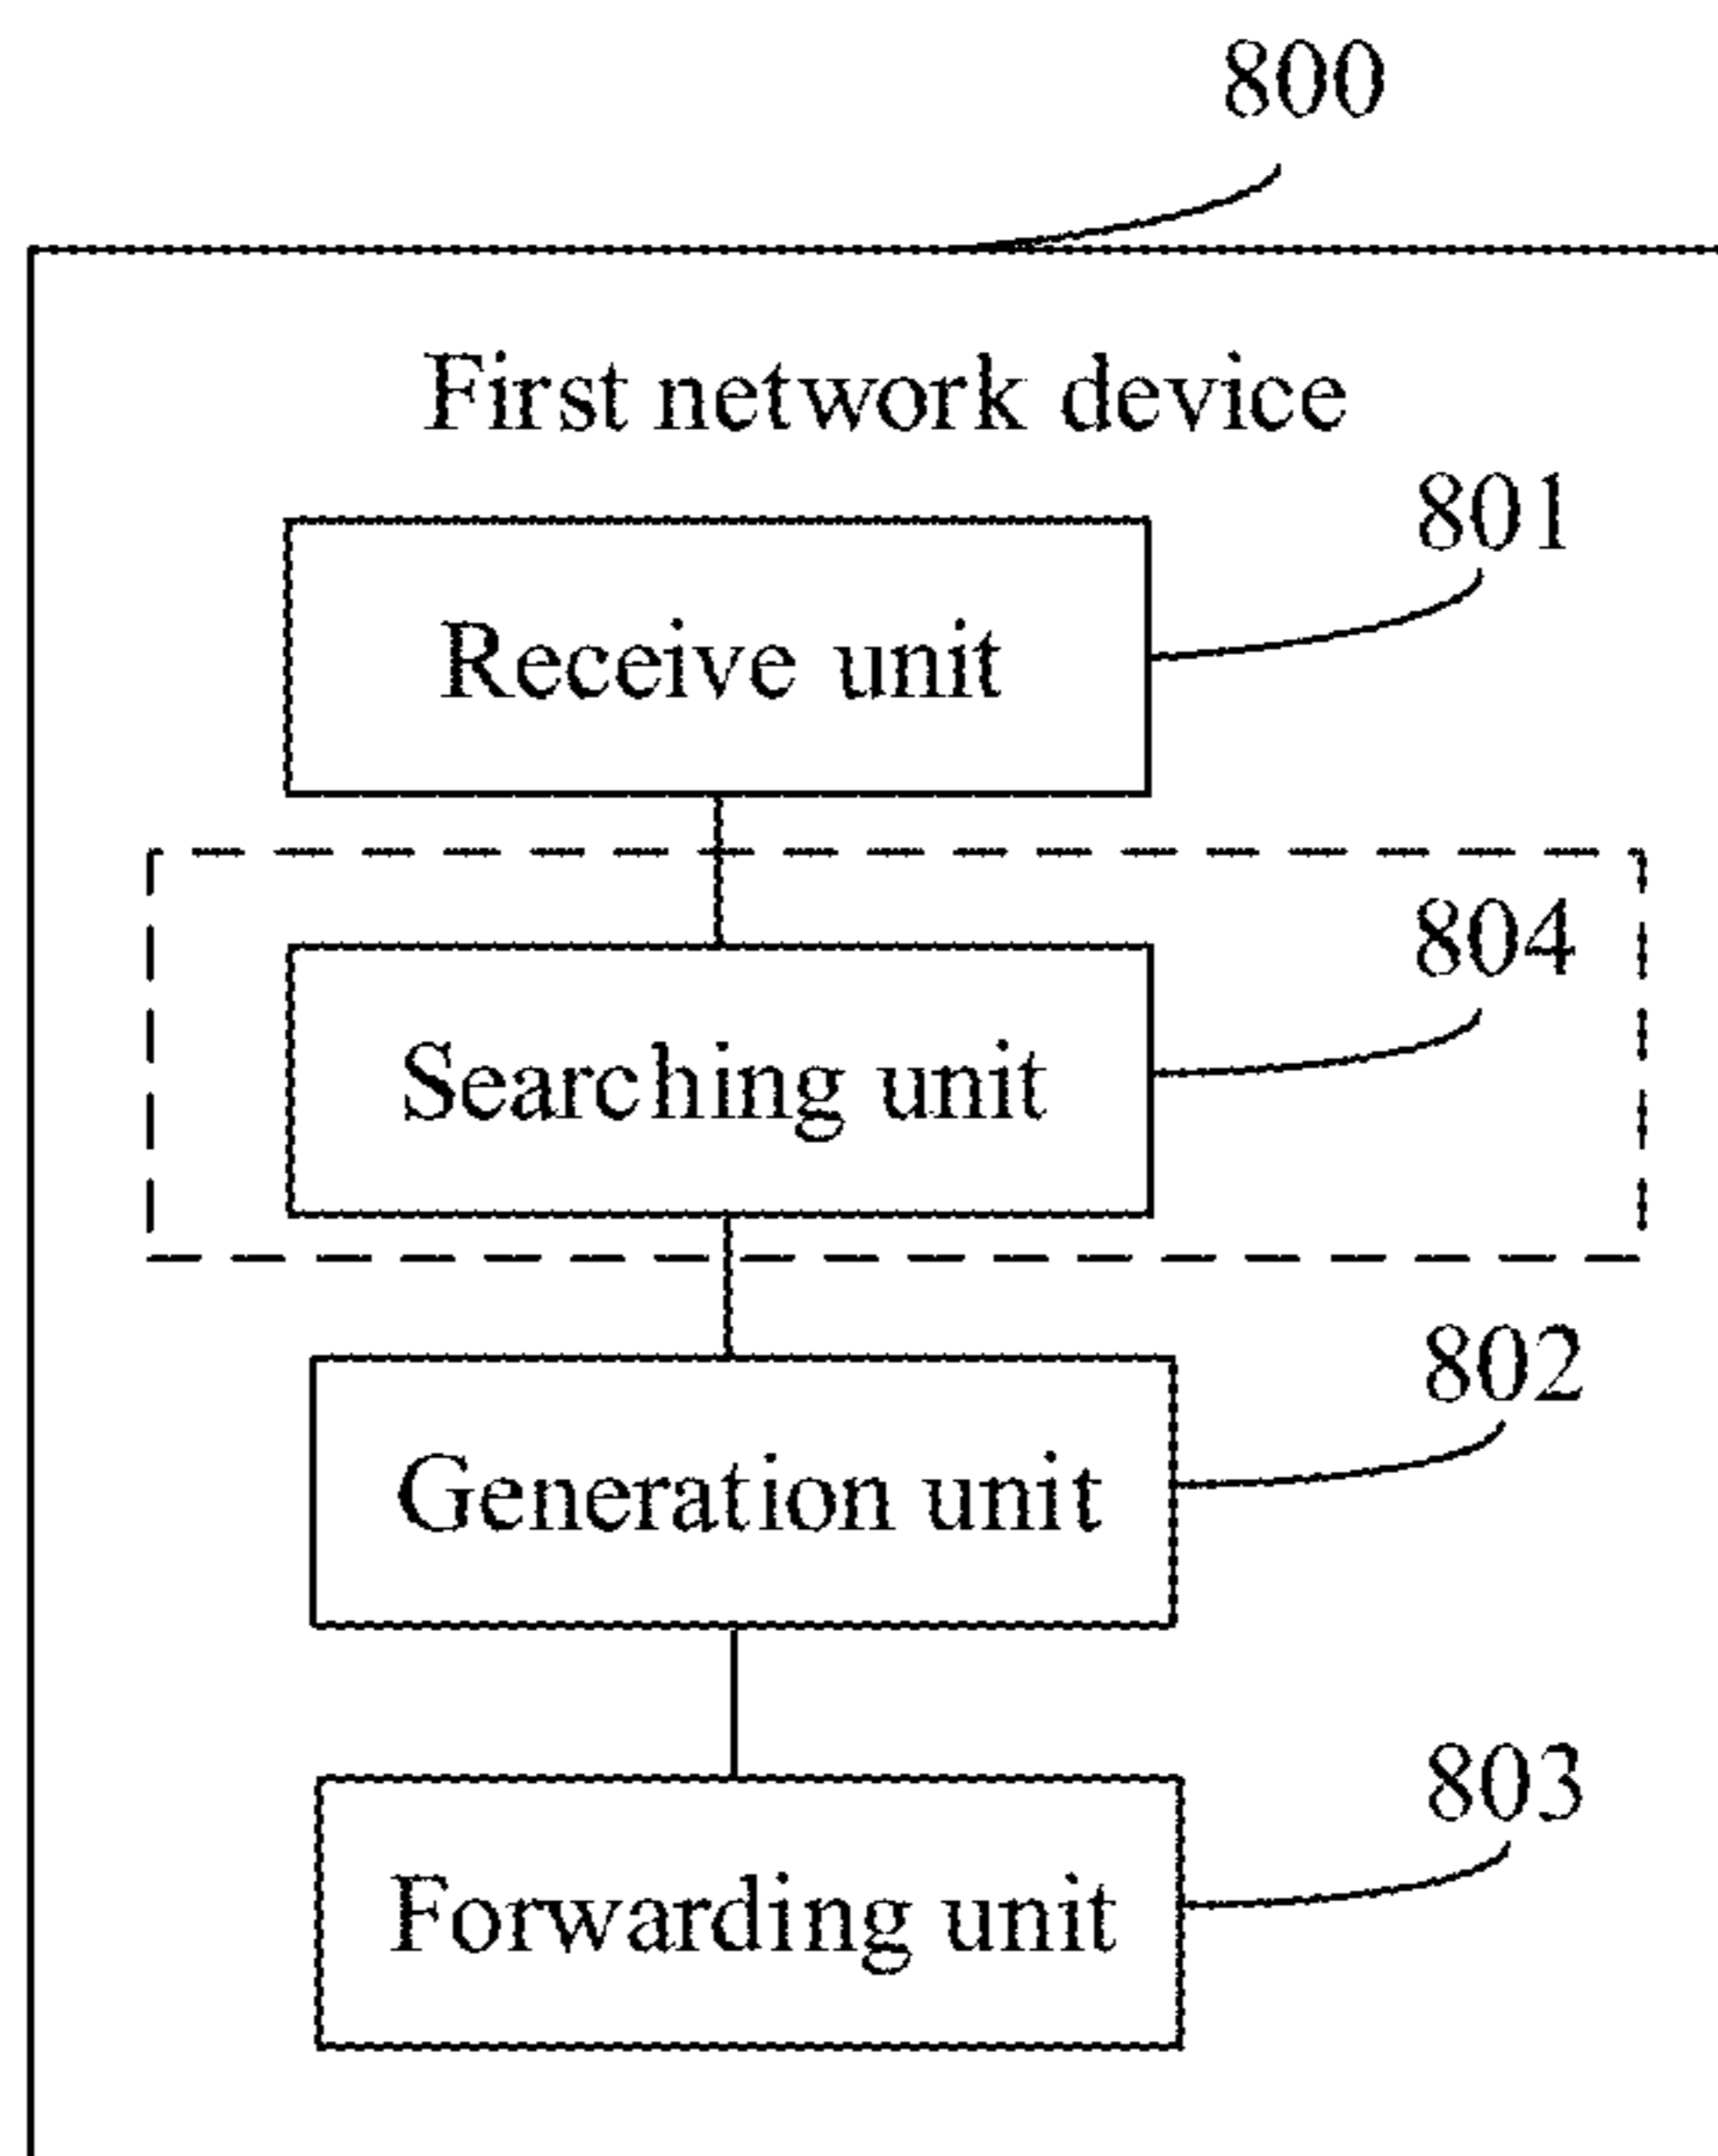 800
First network device
801
Receive unit
804
Searching unit
802
Generation unit
803
Forwarding unit